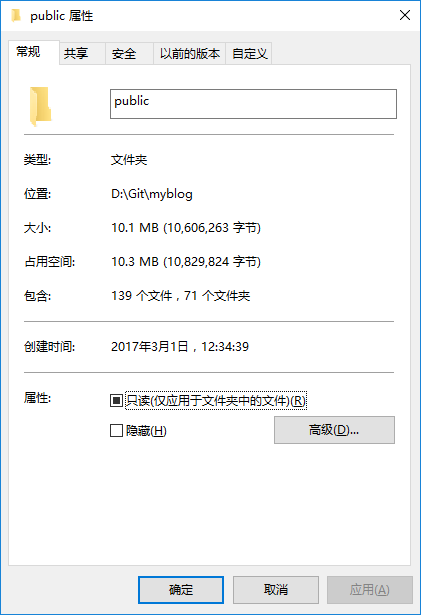 public 属性
常规 共享 安全 以前的版本 自定义
public
类型: 文件夹
位置: D:\Git\myblog
大小: 10.1 MB (10,606,263 字节)
占用空间: 10.3 MB (10,829,824 字节)
包含: 139 个文件，71 个文件夹
创建时间: 2017年3月1日，12:34:39
属性: 只读(仅应用于文件夹中的文件)(R)
隐藏(H) 高级(D)...
确定 取消 应用(A)